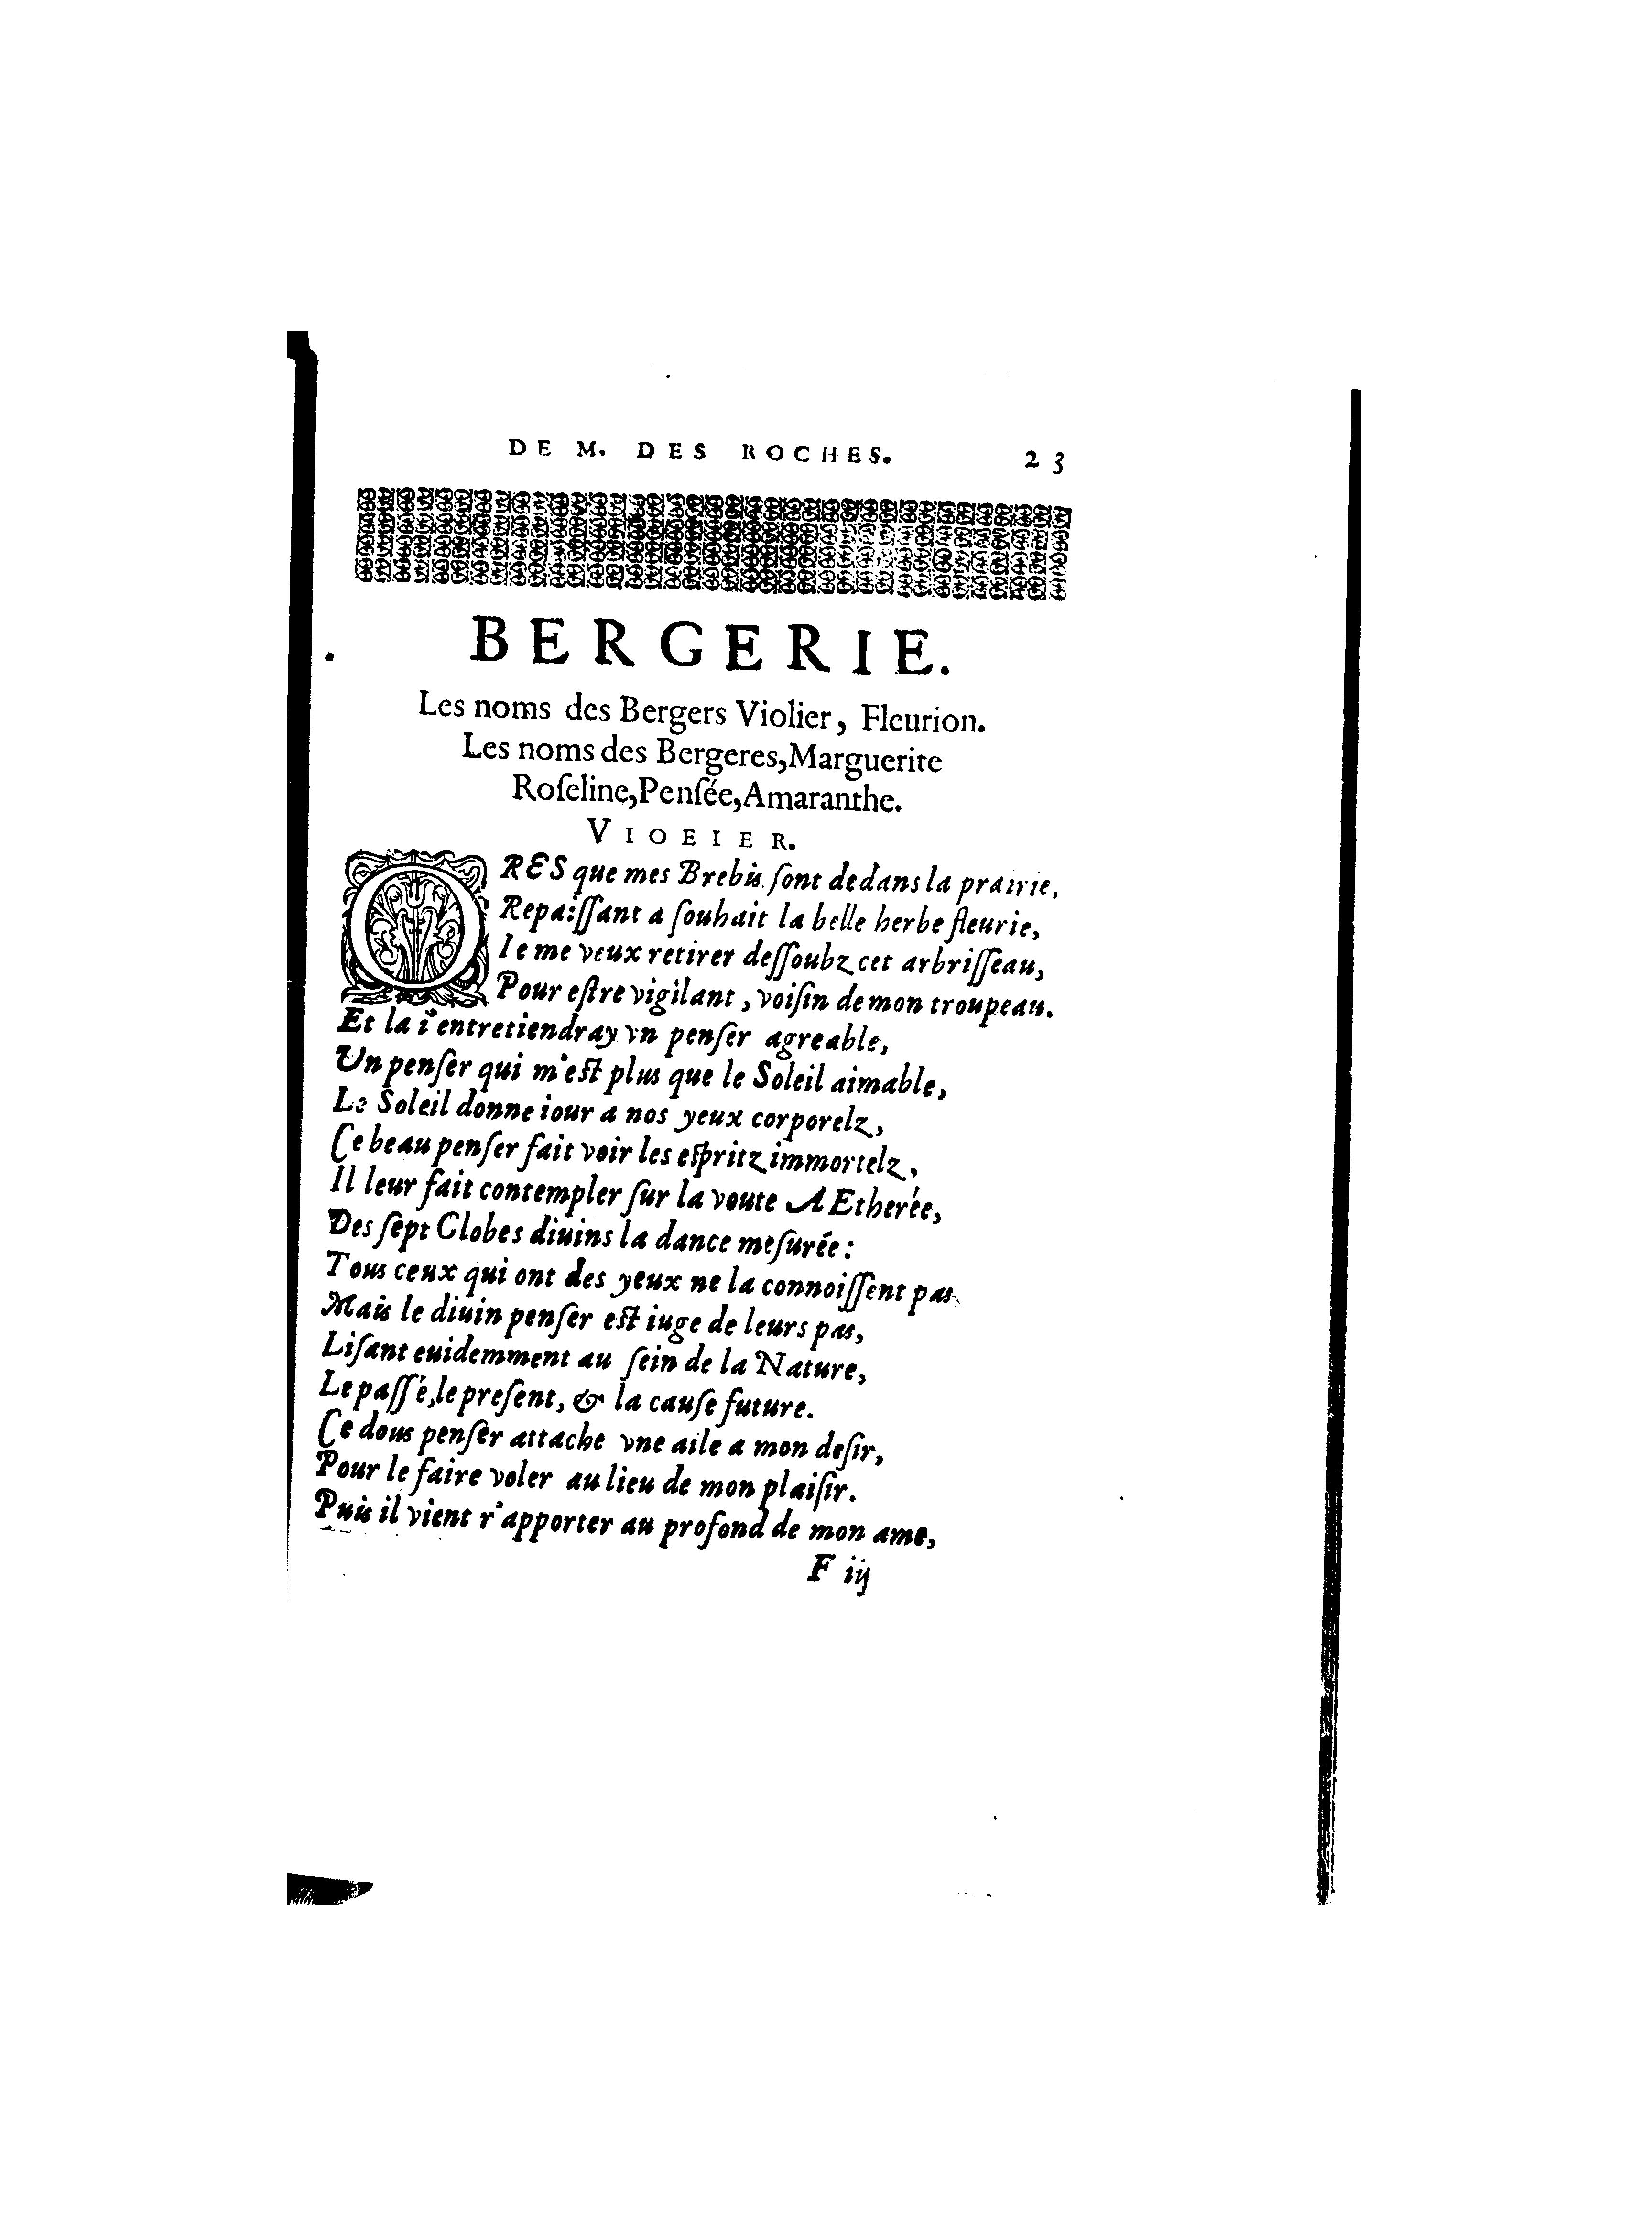 DE M. DES ROCHES. 23
BERGERIE.
Les noms des Bergers Violier, Fleurion.
Les noms des Bergeres, Marguerite
Roſeline, Penſée, Amaranthe.
VIOEIER.
ORES que mes Brebis ſont dedans la prairie,
Repaiſſant a ſouhait la belle herbe fleurie,
Ie me veux retirer deſſoubz cet arbriſſeau,
Pour eſtre vigilant, voiſin de mon troupeau.
Et la i'entretiendray vn penſer agreable,
Vn penſer qui m'eſt plus que le Soleil aimable,
Le Soleil donne iour a nos yeux corporelz,
Ce beau penſer fait voir les eſpritz immortelz,
Il leur fait contempler ſur la voute AEtherée,
Des ſept Globes diuins la dance meſurée:
Tous ceux qui ont des yeux ne la connoiſſent pas.
Mais le diuin penſer eſt iuge de leurs pas,
Liſant euidemment au ſein de la Nature,
Le paſſé, le preſent, & la cauſe future.
Ce dous penſer attache vne aile a mon deſir,
Pour le faire voler au lieu de mon plaiſir.
Puis il vient r'apporter au profond de mon ame,
F iij